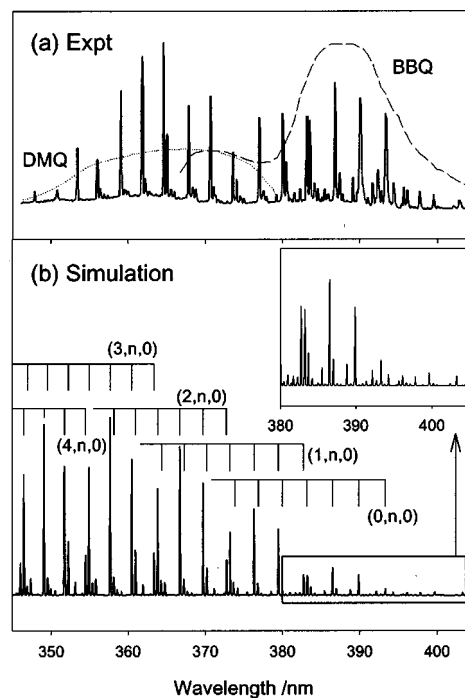 (a) Expt
BBQ
DMQ
(b) Simulation
(3,n,0)
(2,n,0)
(4,n,0)
(1,n,0)
(0,n,0)
380 390 400
350 360 370 380 390 400
Wavelength /nm